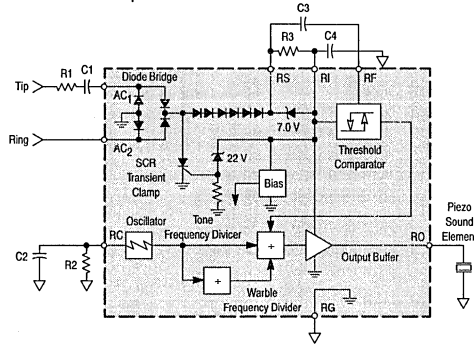 C3
R3
C4
R1
C1
Diode Bridge
RS
RI
RF
Tip
AC1
7.0 V
Ring
AC2
22 V
SCR
Transient
Clamp
Threshold
Comparator
Bias
Piezo
Sound
Elemen
Tone
Frequency Divicer
RC
Oscillator
RO
÷
C2
R2
÷
Output Buffer
Warble
Frequency Divider
RG